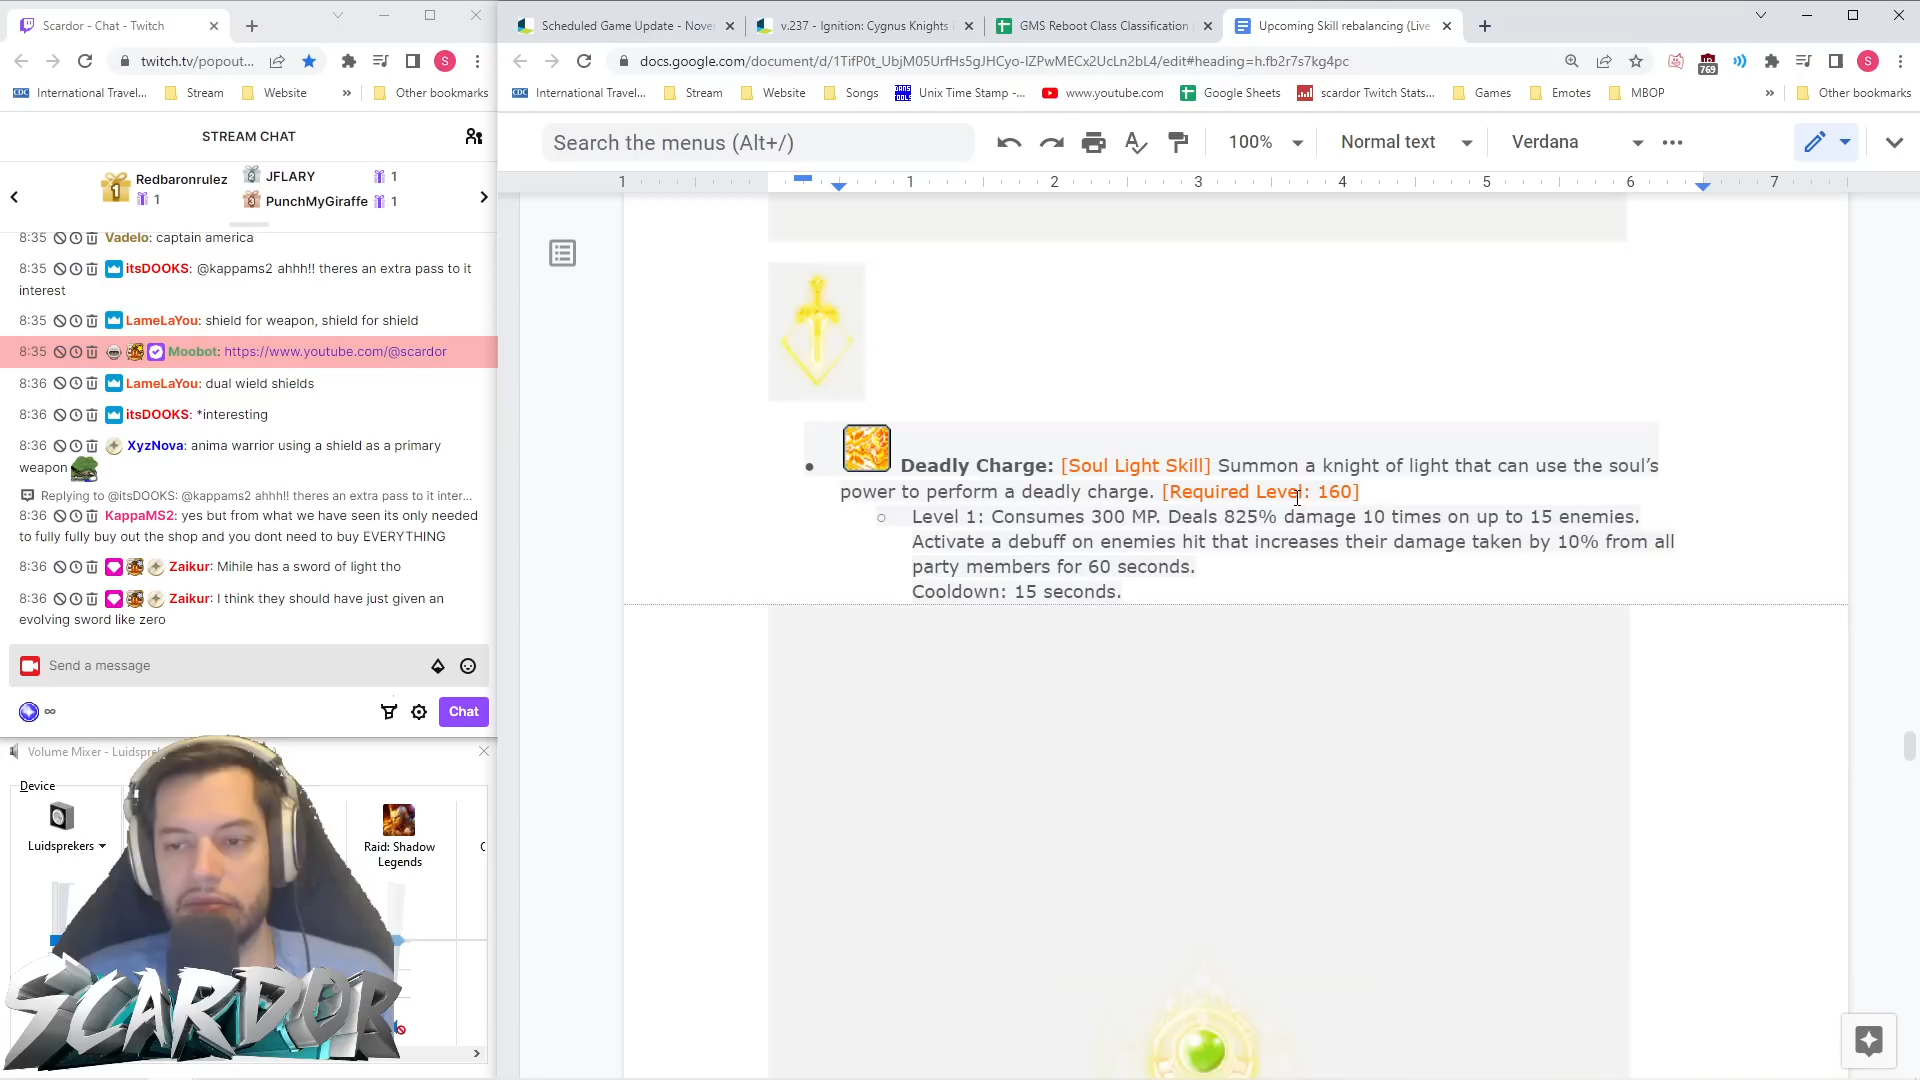 Scardor - Chat - Twitch
Scheduled Game Update - Nove
v.237 - Ignition: Cygnus Knights
GMS Reboot Class Classification
Upcoming Skill rebalancing {Live
twitch.tv/popout...
S
docs.google.com/document/d/1TifP0t_UbjM05UrfHs5gJHCyo-IZPwMECx2UcLn2bL4/edit#heading=h.fb2r7s7kg4pc
769
S
International Travel...
Stream
Website
»
Other bookmarks
International Travel...
Stream
Website
Songs
Unix Time Stamp -...
www.youtube.com
Google Sheets
scardor Twitch Stats...
Games
Emotes
MBOP
»
Other bookmarks
STREAM CHAT
Search the menus (Alt+/)
100%
Normal text
Verdana
1 1 2 3 4 5 6 7
1 Redbaronrulez 1
2 JFLARY 1
3 PunchMyGiraffe 1
8:35 Vadelo: captain america
8:35 itsDOOKS: @kappams2 ahhh!! theres an extra pass to it
interest
8:35 LameLaYou: shield for weapon, shield for shield
8:35 Moobot: https://www.youtube.com/@scardor
8:36 LameLaYou: dual wield shields
8:36 itsDOOKS: *interesting
8:36 XyzNova: anima warrior using a shield as a primary
weapon
Replying to @itsDOOKS: @kappams2 ahhh!! theres an extra pass to it inter...
8:36 KappaMS2: yes but from what we have seen its only needed
to fully fully buy out the shop and you dont need to buy EVERYTHING
8:36 Zaikur: Mihile has a sword of light tho
8:36 Zaikur: I think they should have just given an
evolving sword like zero
Send a message
∞
Chat
Deadly Charge: [Soul Light Skill] Summon a knight of light that can use the soul’s
power to perform a deadly charge. [Required Level: 160]
Level 1: Consumes 300 MP. Deals 825% damage 10 times on up to 15 enemies.
Activate a debuff on enemies hit that increases their damage taken by 10% from all
party members for 60 seconds.
Cooldown: 15 seconds.
Volume Mixer - Luidspre
Device
Luidsprekers
Raid: Shadow
Legends
SCARDOR